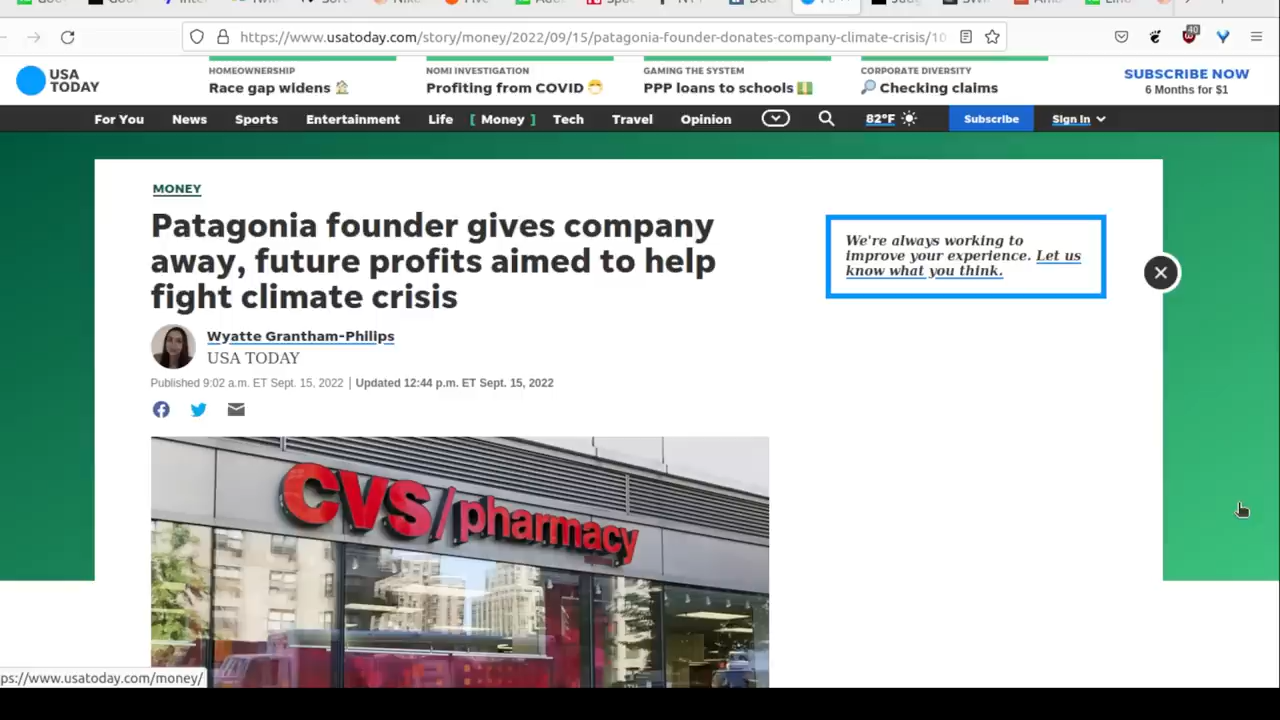 https://www.usatoday.com/story/money/2022/09/15/patagonia-founder-donates-company-climate-crisis/10
40
USA
TODAY
HOMEOWNERSHIP
Race gap widens
NOMI INVESTIGATION
Profiting from COVID
GAMING THE SYSTEM
PPP loans to schools
CORPORATE DIVERSITY
Checking claims
SUBSCRIBE NOW
6 Months for $1
For You News Sports Entertainment Life [ Money ] Tech Travel Opinion 82°F Subscribe Sign In
MONEY
Patagonia founder gives company
away, future profits aimed to help
fight climate crisis
Wyatte Grantham-Philips
USA TODAY
Published 9:02 a.m. ET Sept. 15, 2022 | Updated 12:44 p.m. ET Sept. 15, 2022
We're always working to
improve your experience. Let us
know what you think.
CVS/pharmacy
ps://www.usatoday.com/money/